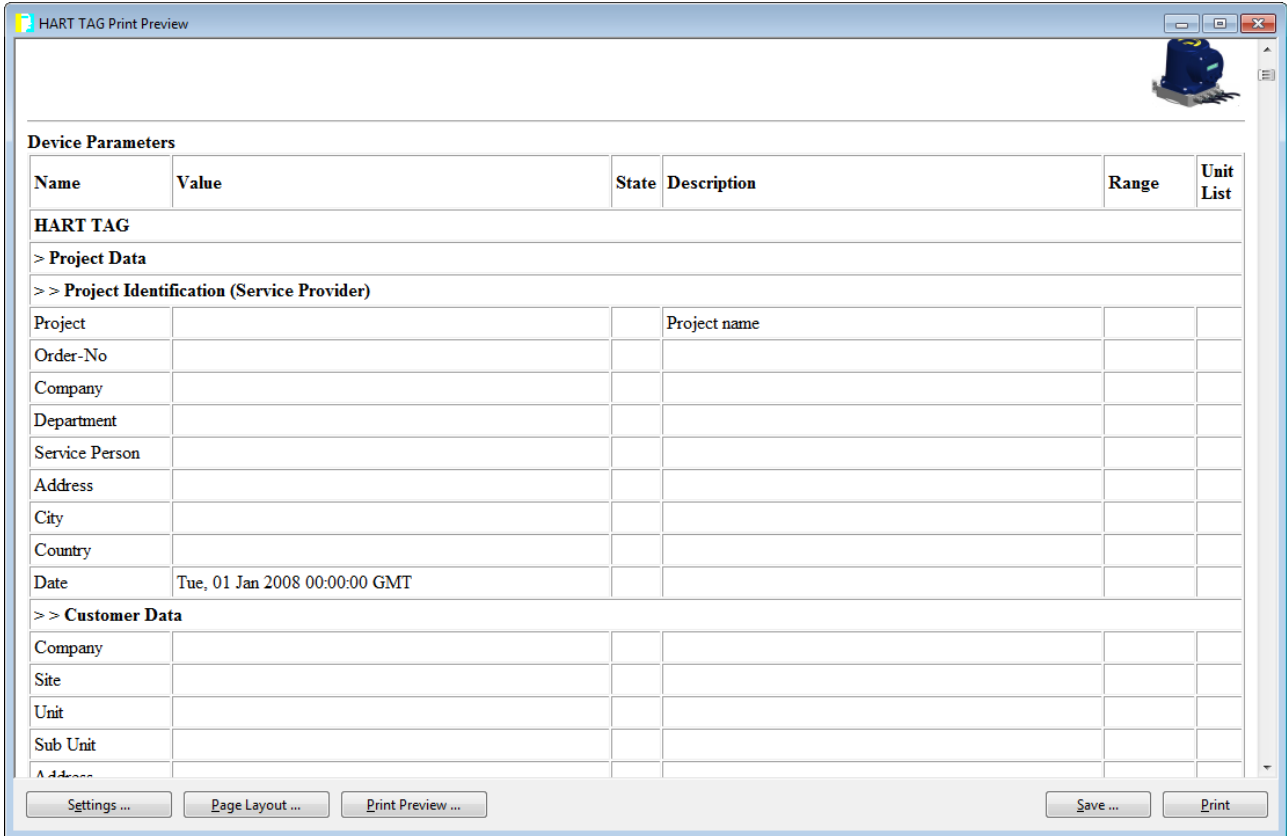 HART TAG Print Preview
Device Parameters
Name Value State Description Range Unit List
HART TAG
> Project Data
> > Project Identification (Service Provider)
Project Project name
Order-No
Company
Department
Service Person
Address
City
Country
Date Tue, 01 Jan 2008 00:00:00 GMT
> > Customer Data
Company
Site
Unit
Sub Unit
Address
Settings ... Page Layout ... Print Preview ... Save ... Print